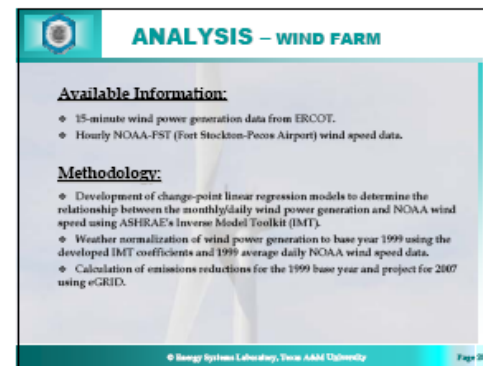 ANALYSIS – WIND FARM
Available Information:
❖ 15-minute wind power generation data from ERCOT.
❖ Hourly NOAA-FST (Fort Stockton-Pecos Airport) wind speed data.
Methodology:
❖ Development of change-point linear regression models to determine the
relationship between the monthly/daily wind power generation and NOAA wind
speed using ASHRAE's Inverse Model Toolkit (IMT).
❖ Weather normalization of wind power generation to base year 1999 using the
developed IMT coefficients and 1999 average daily NOAA wind speed data.
❖ Calculation of emissions reductions for the 1999 base year and project for 2007
using eGRID.
© Energy Systems Laboratory, Texas A&M University
Page